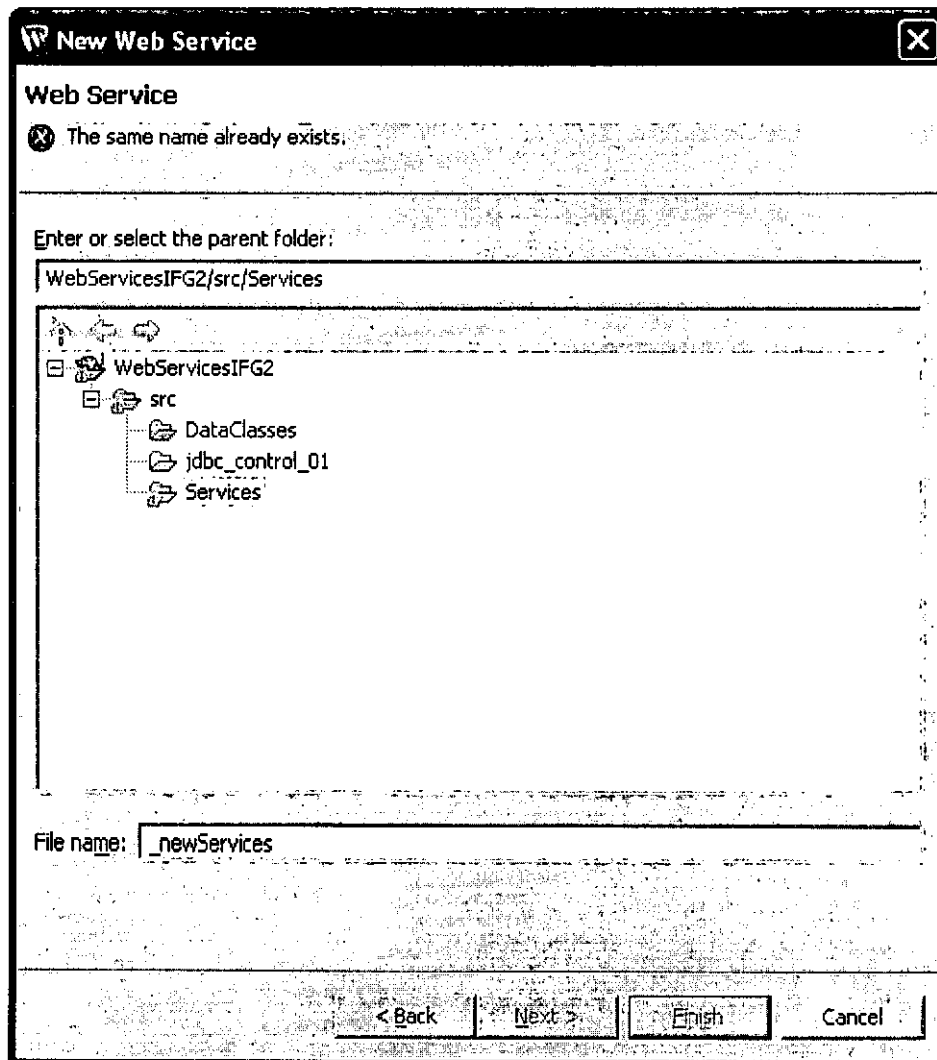 New Web Service
Web Service
The same name already exists.
Enter or select the parent folder:
WebServicesIFG2/src/Services
WebServicesIFG2
src
DataClasses
jdbc_control_01
Services
File name: _newServices
< Back Next > Finish Cancel